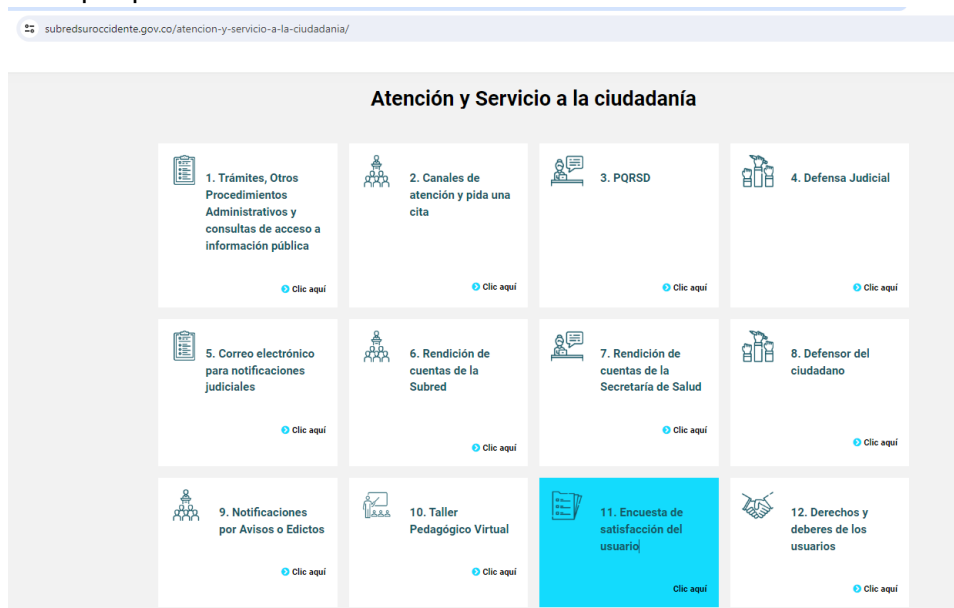 subredsuroccidente.gov.co/atencion-y-servicio-a-la-ciudadania/
Atención y Servicio a la ciudadanía
1. Trámites, Otros
Procedimientos
Administrativos y
consultas de acceso a
información pública
Clic aquí
2. Canales de
atención y pida una
cita
Clic aquí
3. PQRSD
Clic aquí
4. Defensa Judicial
Clic aquí
5. Correo electrónico
para notificaciones
judiciales
Clic aquí
6. Rendición de
cuentas de la
Subred
Clic aquí
7. Rendición de
cuentas de la
Secretaría de Salud
Clic aquí
8. Defensor del
ciudadano
Clic aquí
9. Notificaciones
por Avisos o Edictos
Clic aquí
10. Taller
Pedagógico Virtual
Clic aquí
11. Encuesta de
satisfacción del
usuario
Clic aquí
12. Derechos y
deberes de los
usuarios
Clic aquí